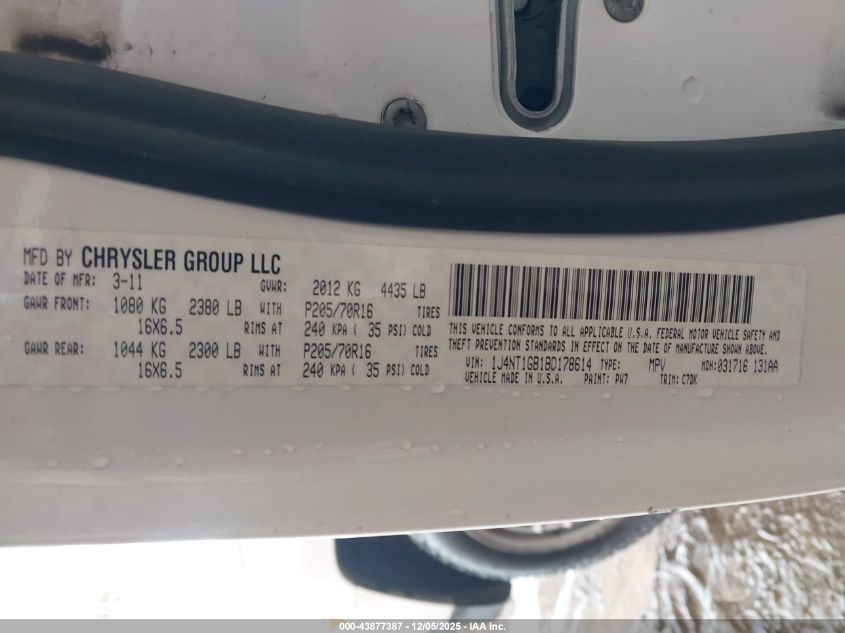 MFD BY CHRYSLER GROUP LLC
DATE OF MFR: 3-11 GVWR: 2012 KG 4435 LB
GAWR FRONT: 1080 KG 2380 LB WITH P205/70R16 TIRES
16X6.5 RIMS AT 240 KPA ( 35 PSI) COLD
GAWR REAR: 1044 KG 2300 LB WITH P205/70R16 TIRES
16X6.5 RIMS AT 240 KPA ( 35 PSI) COLD
THIS VEHICLE CONFORMS TO ALL APPLICABLE U.S.A. FEDERAL MOTOR VEHICLE SAFETY AND
THEFT PREVENTION STANDARDS IN EFFECT ON THE DATE OF MANUFACTURE SHOWN ABOVE.
VIN: 1J4NT1GB1BD178614 TYPE: MPV MDH:031716 131AA
VEHICLE MADE IN U.S.A. PAINT: PW7 TRIM: C7DK
000-43877387 - 12/05/2025 - IAA Inc.